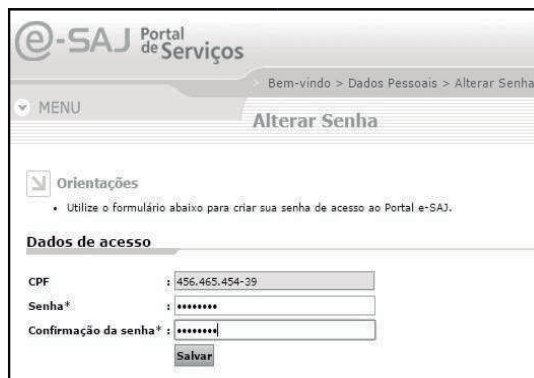 e-SAJ Portal de Serviços
Bem-vindo > Dados Pessoais > Alterar Senha
MENU
Alterar Senha
Orientações
• Utilize o formulário abaixo para criar sua senha de acesso ao Portal e-SAJ.
Dados de acesso
CPF : 456.465.454-39
Senha* : ••••••••
Confirmação da senha* : ••••••••
Salvar